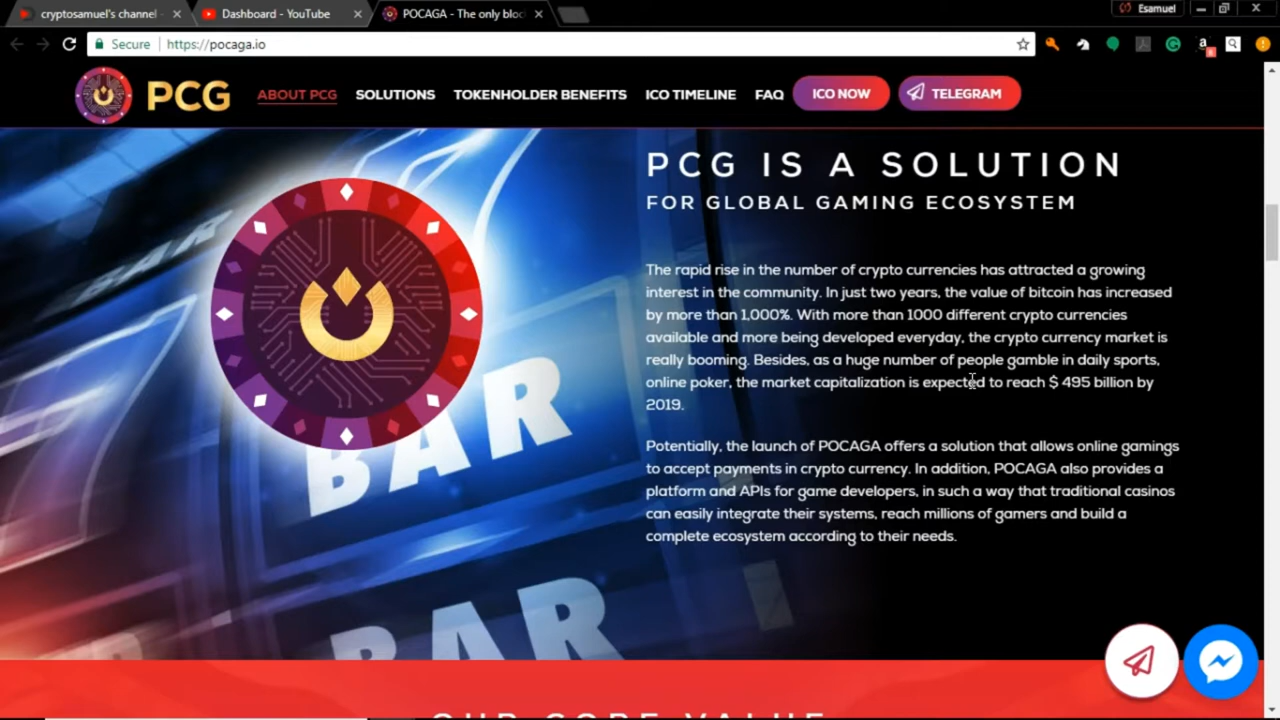 cryptosamuel's channel -
Dashboard - YouTube
POCAGA - The only bloc
Esamuel
Secure
https://pocaga.io
PCG
ABOUT PCG
SOLUTIONS
TOKENHOLDER BENEFITS
ICO TIMELINE
FAQ
ICO NOW
TELEGRAM
PCG IS A SOLUTION
FOR GLOBAL GAMING ECOSYSTEM
The rapid rise in the number of crypto currencies has attracted a growing
interest in the community. In just two years, the value of bitcoin has increased
by more than 1,000%. With more than 1000 different crypto currencies
available and more being developed everyday, the crypto currency market is
really booming. Besides, as a huge number of people gamble in daily sports,
online poker, the market capitalization is expected to reach $ 495 billion by
2019.
Potentially, the launch of POCAGA offers a solution that allows online gamings
to accept payments in crypto currency. In addition, POCAGA also provides a
platform and APIs for game developers, in such a way that traditional casinos
can easily integrate their systems, reach millions of gamers and build a
complete ecosystem according to their needs.
BAR
BAR
BAR
OUR CORE VALUE